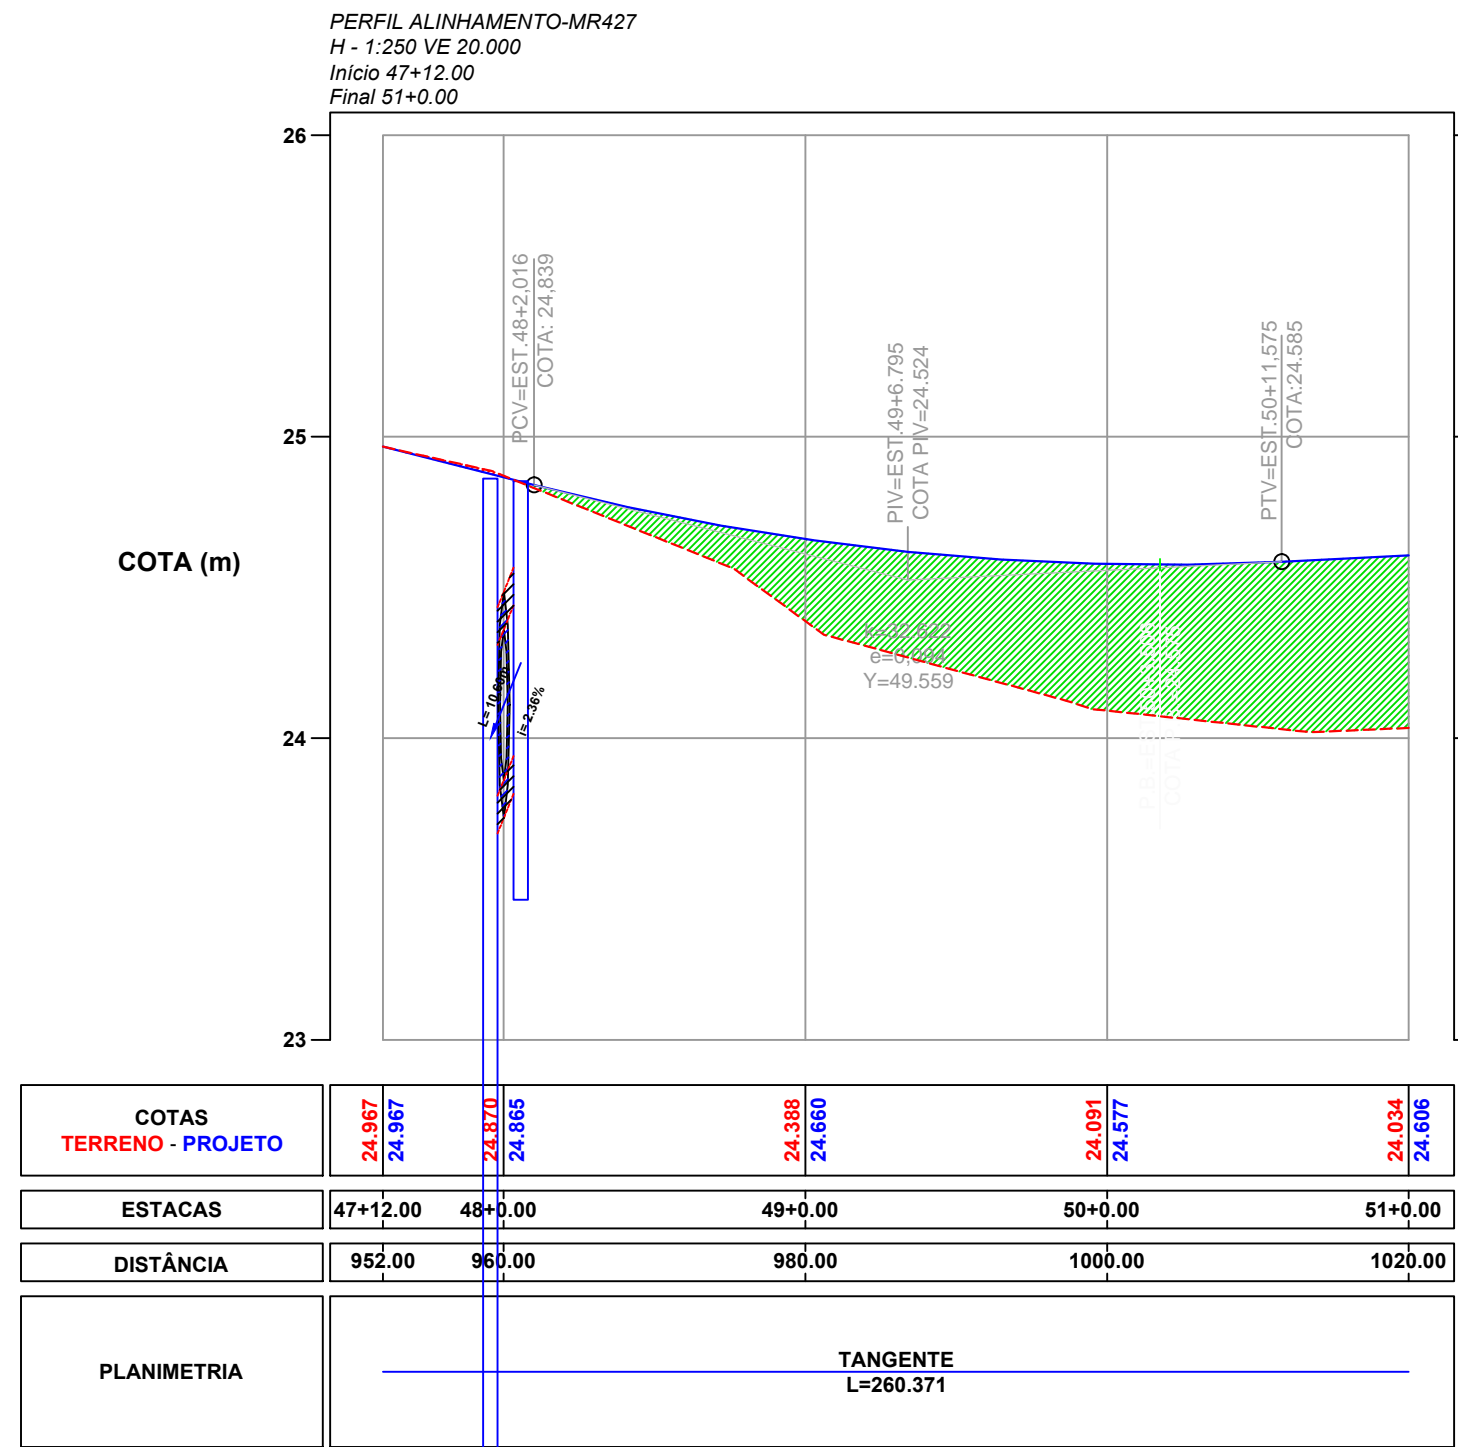 PERFIL ALINHAMENTO-MR427
H - 1:250 VE 20.000
Início 47+12.00
Final 51+0.00
26
25
COTA (m)
24
23
PCV=EST.48+2,016
COTA: 24,839
PIV=EST.49+6.795
COTA PIV=24.524
PTV=EST.50+11,575
COTA:24.585
k=32.622
e=0,094
Y=49.559
L= 10.60m
i= 2.36%
COTAS
TERRENO - PROJETO
24.967
24.967
24.870
24.865
24.388
24.660
24.091
24.577
24.034
24.606
ESTACAS
47+12.00 48+0.00 49+0.00 50+0.00 51+0.00
DISTÂNCIA
952.00 960.00 980.00 1000.00 1020.00
PLANIMETRIA
TANGENTE
L=260.371